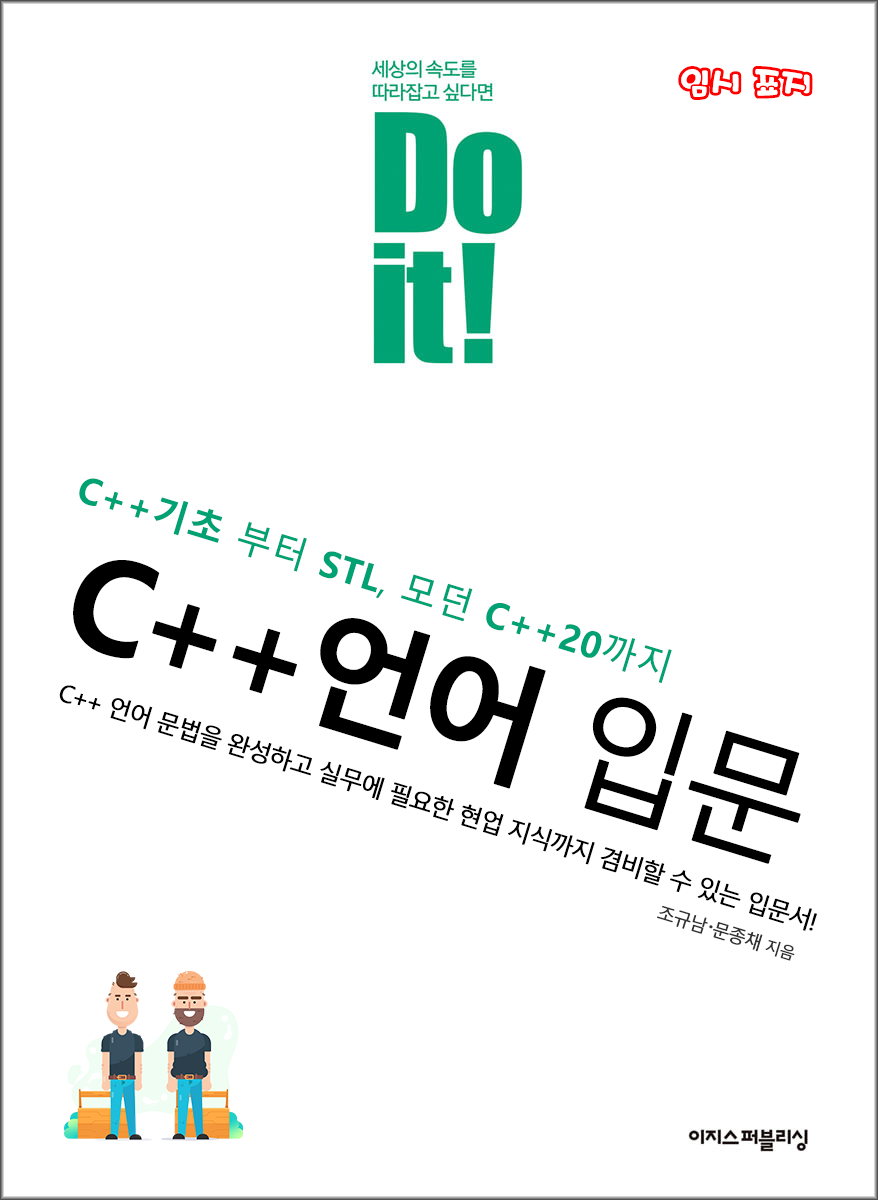 세상의 속도를
따라잡고 싶다면
임시 표지
Do
it!
C++기초 부터 STL, 모던 C++20까지
C++언어 입문
C++ 언어 문법을 완성하고 실무에 필요한 현업 지식까지 겸비할 수 있는 입문서!
조규남·문종채 지음
이지스퍼블리싱